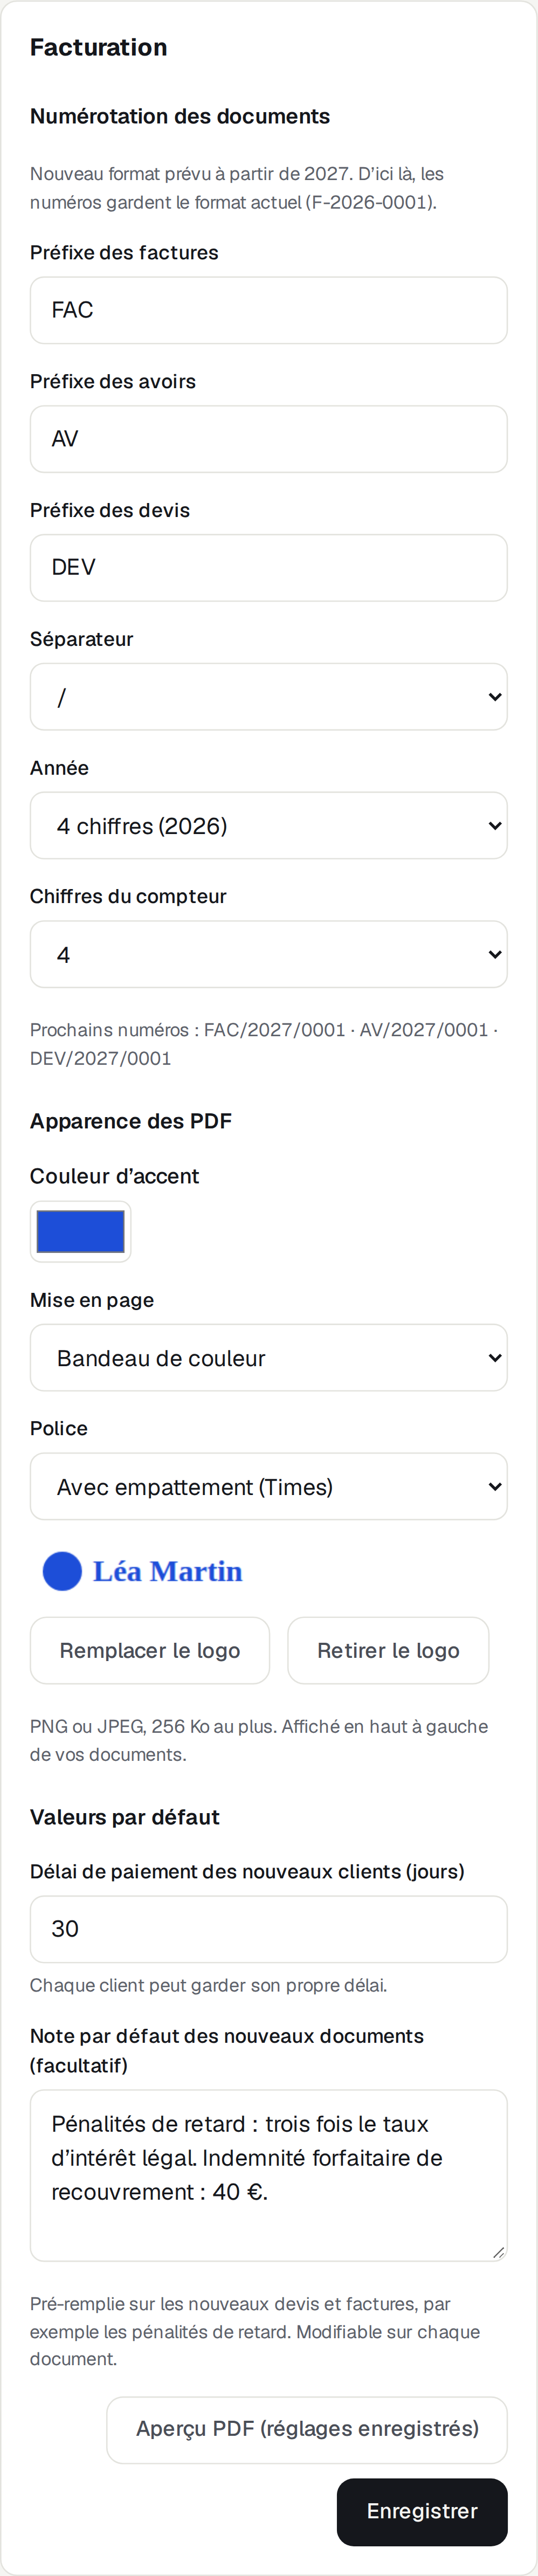 Facturation
Numérotation des documents
Nouveau format prévu à partir de 2027. D’ici là, les
numéros gardent le format actuel (F-2026-0001).
Préfixe des factures
FAC
Préfixe des avoirs
AV
Préfixe des devis
DEV
Séparateur
/
Année
4 chiffres (2026)
Chiffres du compteur
4
Prochains numéros : FAC/2027/0001 · AV/2027/0001 ·
DEV/2027/0001
Apparence des PDF
Couleur d’accent
Mise en page
Bandeau de couleur
Police
Avec empattement (Times)
Léa Martin
Remplacer le logo
Retirer le logo
PNG ou JPEG, 256 Ko au plus. Affiché en haut à gauche
de vos documents.
Valeurs par défaut
Délai de paiement des nouveaux clients (jours)
30
Chaque client peut garder son propre délai.
Note par défaut des nouveaux documents
(facultatif)
Pénalités de retard : trois fois le taux
d’intérêt légal. Indemnité forfaitaire de
recouvrement : 40 €.
Pré-remplie sur les nouveaux devis et factures, par
exemple les pénalités de retard. Modifiable sur chaque
document.
Aperçu PDF (réglages enregistrés)
Enregistrer